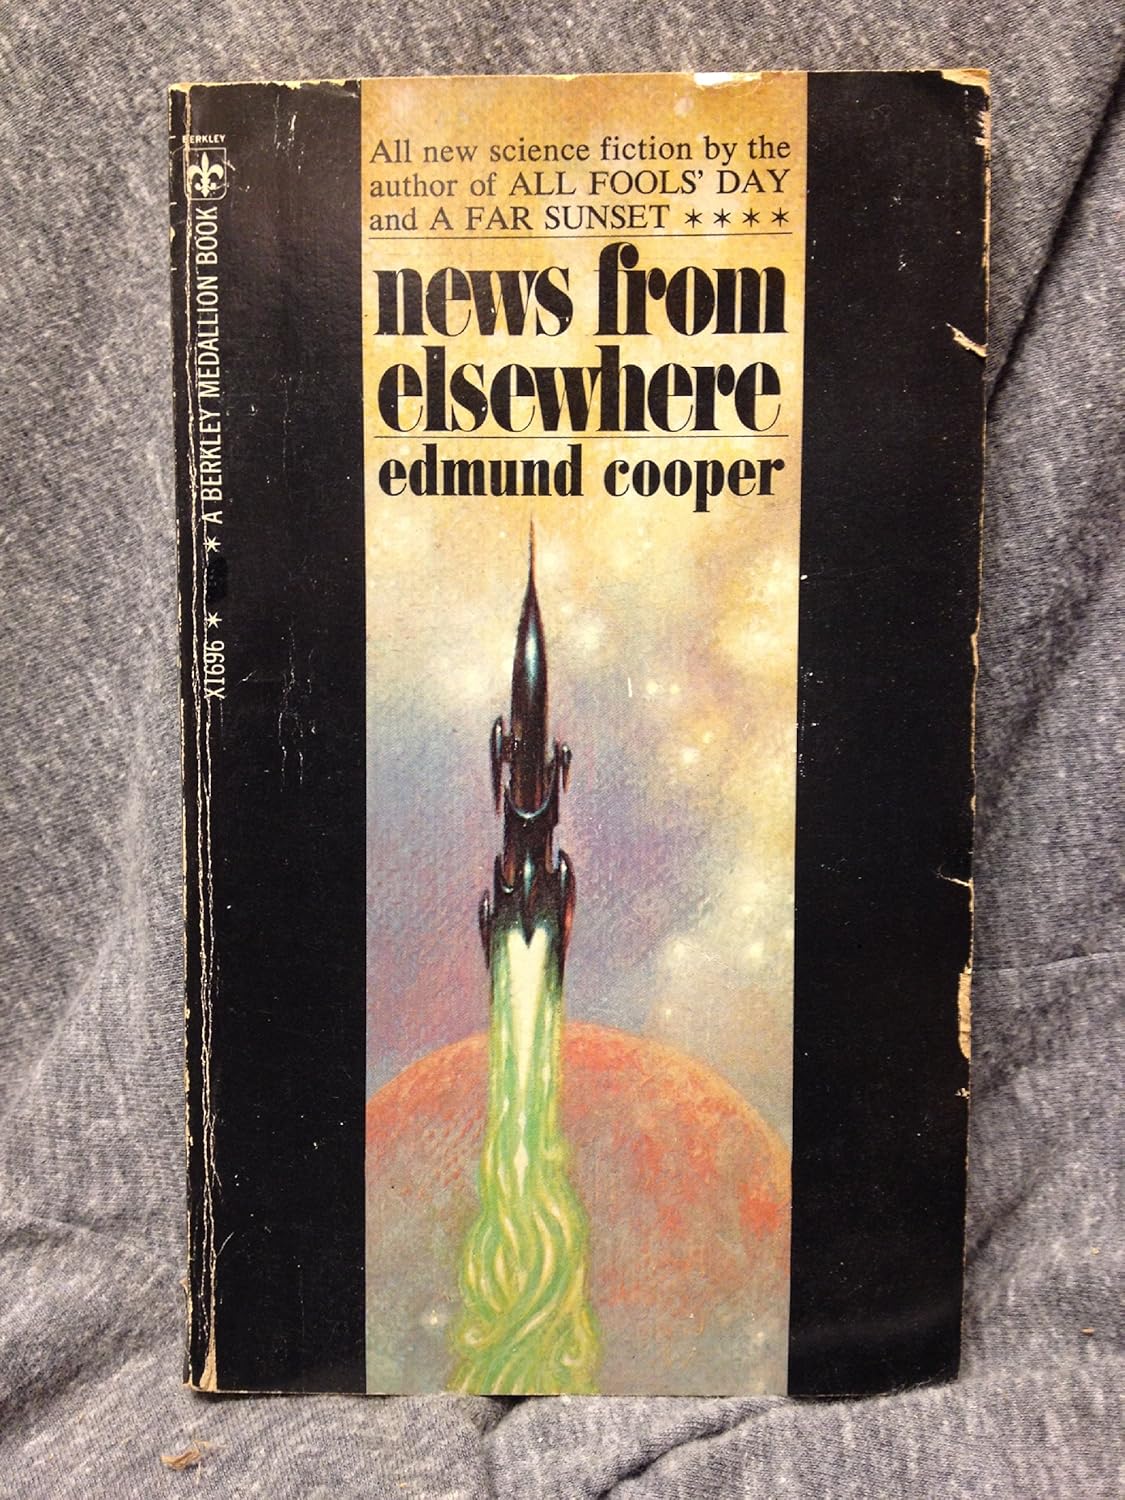 All new science fiction by the
author of ALL FOOLS' DAY
and A FAR SUNSET ****
news from
elsewhere
edmund cooper
BERKLEY
X1696 * * A BERKLEY MEDALLION BOOK